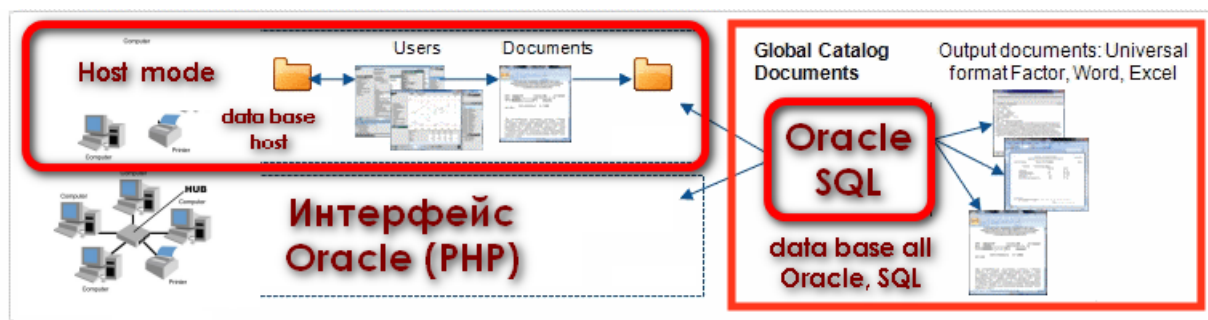 Computer
Host mode
Users
Documents
data base
host
Computer
Printer
Computer
HUB
Computer
Computer
Computer
Printer
Интерфейс
Oracle (PHP)
Global Catalog
Documents
Output documents: Universal
format Factor, Word, Excel
Oracle
SQL
data base all
Oracle, SQL